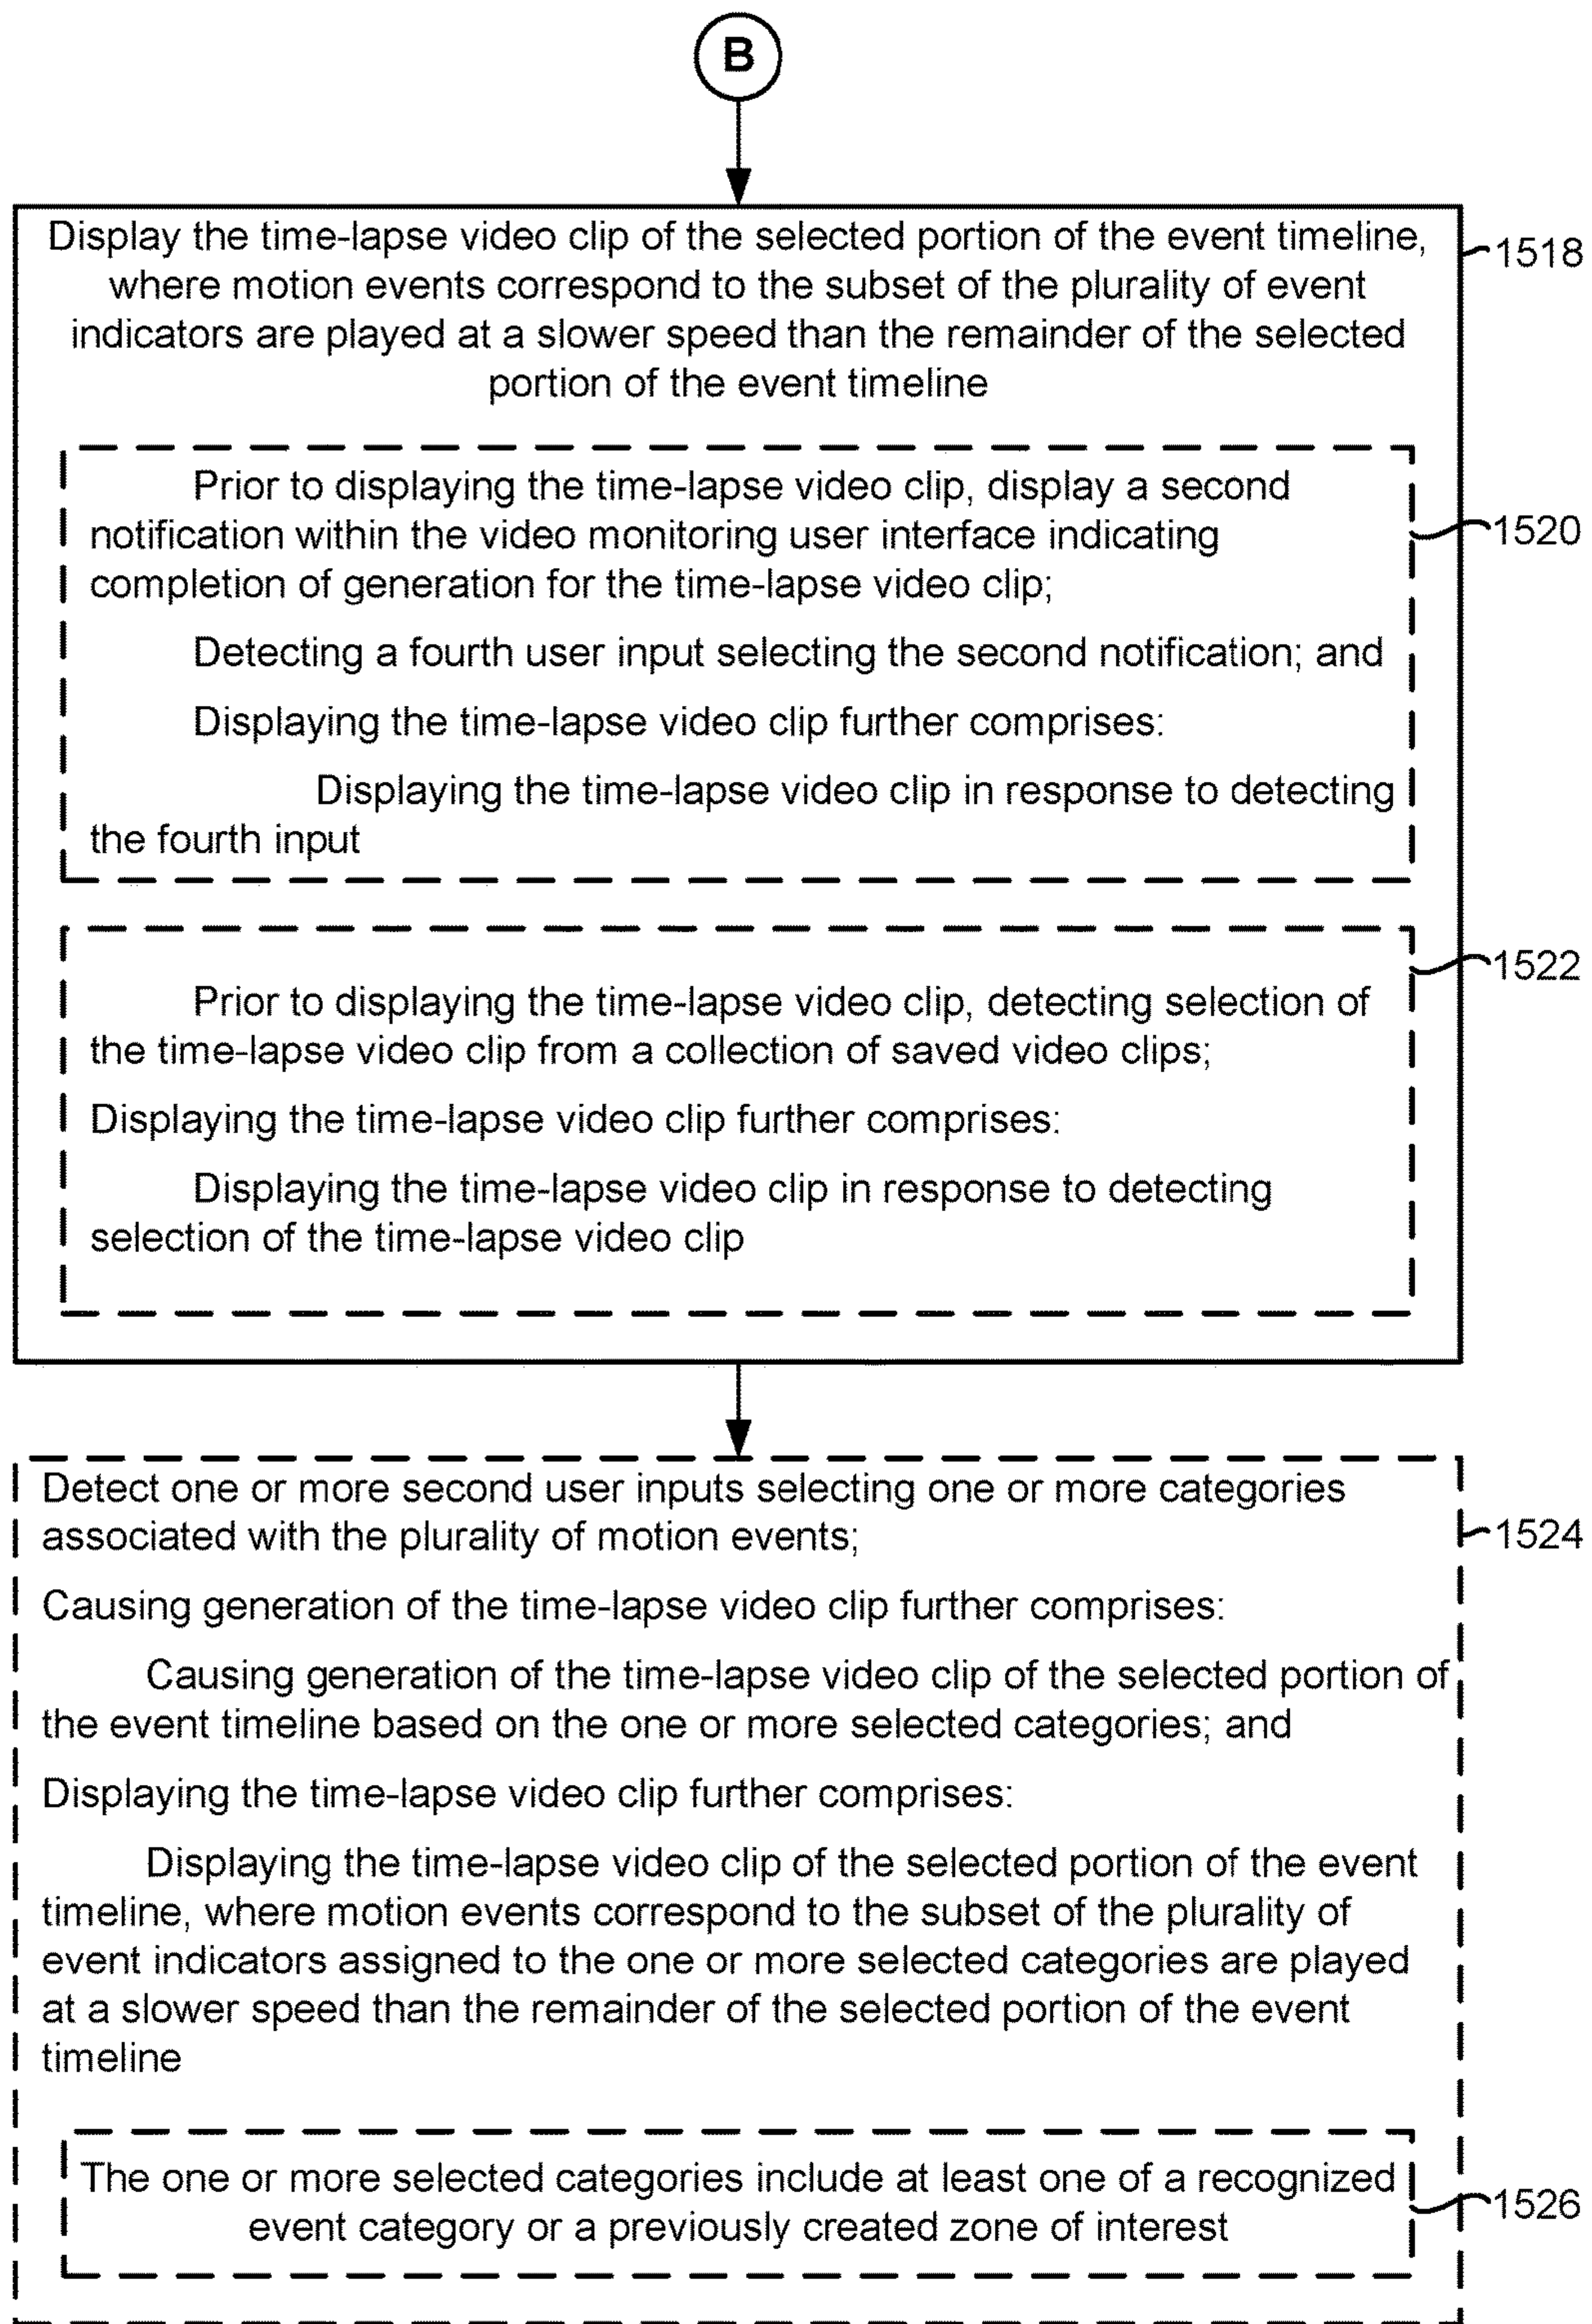 B
Display the time-lapse video clip of the selected portion of the event timeline,
where motion events correspond to the subset of the plurality of event
indicators are played at a slower speed than the remainder of the selected
portion of the event timeline
1518
Prior to displaying the time-lapse video clip, display a second
notification within the video monitoring user interface indicating
completion of generation for the time-lapse video clip;
Detecting a fourth user input selecting the second notification; and
Displaying the time-lapse video clip further comprises:
Displaying the time-lapse video clip in response to detecting
the fourth input
1520
Prior to displaying the time-lapse video clip, detecting selection of
the time-lapse video clip from a collection of saved video clips;
Displaying the time-lapse video clip further comprises:
Displaying the time-lapse video clip in response to detecting
selection of the time-lapse video clip
1522
Detect one or more second user inputs selecting one or more categories
associated with the plurality of motion events;
Causing generation of the time-lapse video clip further comprises:
Causing generation of the time-lapse video clip of the selected portion of
the event timeline based on the one or more selected categories; and
Displaying the time-lapse video clip further comprises:
Displaying the time-lapse video clip of the selected portion of the event
timeline, where motion events correspond to the subset of the plurality of
event indicators assigned to the one or more selected categories are played
at a slower speed than the remainder of the selected portion of the event
timeline
1524
The one or more selected categories include at least one of a recognized
event category or a previously created zone of interest
1526